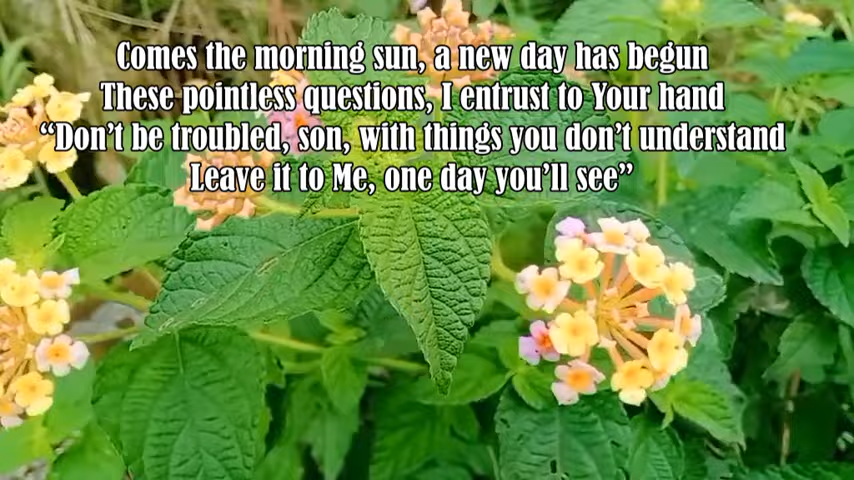 Comes the morning sun, a new day has begun
These pointless questions, I entrust to Your hand
“Don’t be troubled, son, with things you don’t understand
Leave it to Me, one day you’ll see”